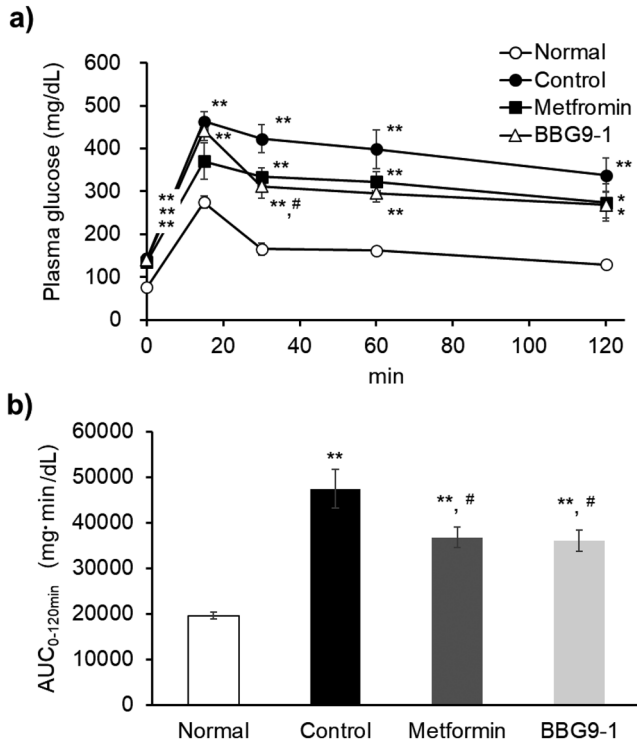 a)
Normal
Control
Metfromin
BBG9-1
Plasma glucose (mg/dL)
600
500
400
300
200
100
0
**
**
**
**
**
**
**
**,#
**
**
**
**
*
*
0 20 40 60 80 100 120
min
b)
AUC0-120min (mg·min/dL)
60000
50000
40000
30000
20000
10000
0
**
**, #
**, #
Normal Control Metformin BBG9-1